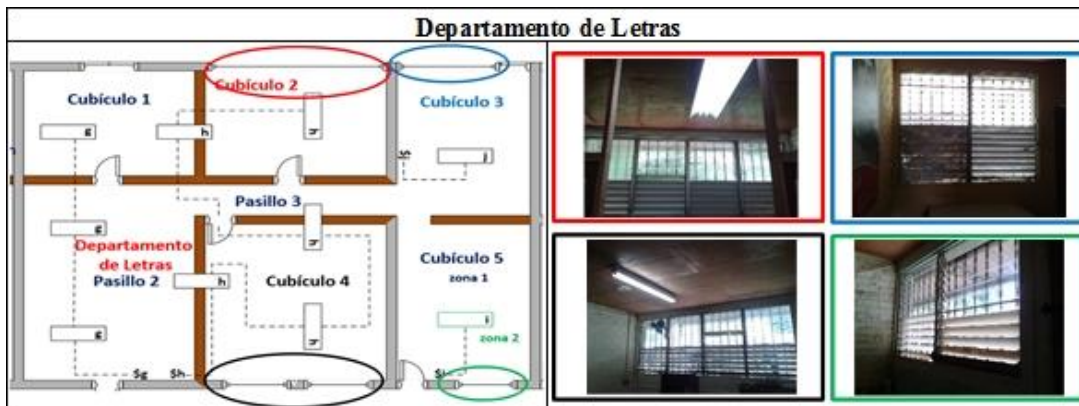 Departamento de Letras
Cubículo 1
Cubículo 2
Cubículo 3
g
h
h
j
Pasillo 3
g
h
Departamento
de Letras
Pasillo 2
h
Cubículo 4
Cubículo 5
zona 1
g
h
i
zona 2
Sg
Sh